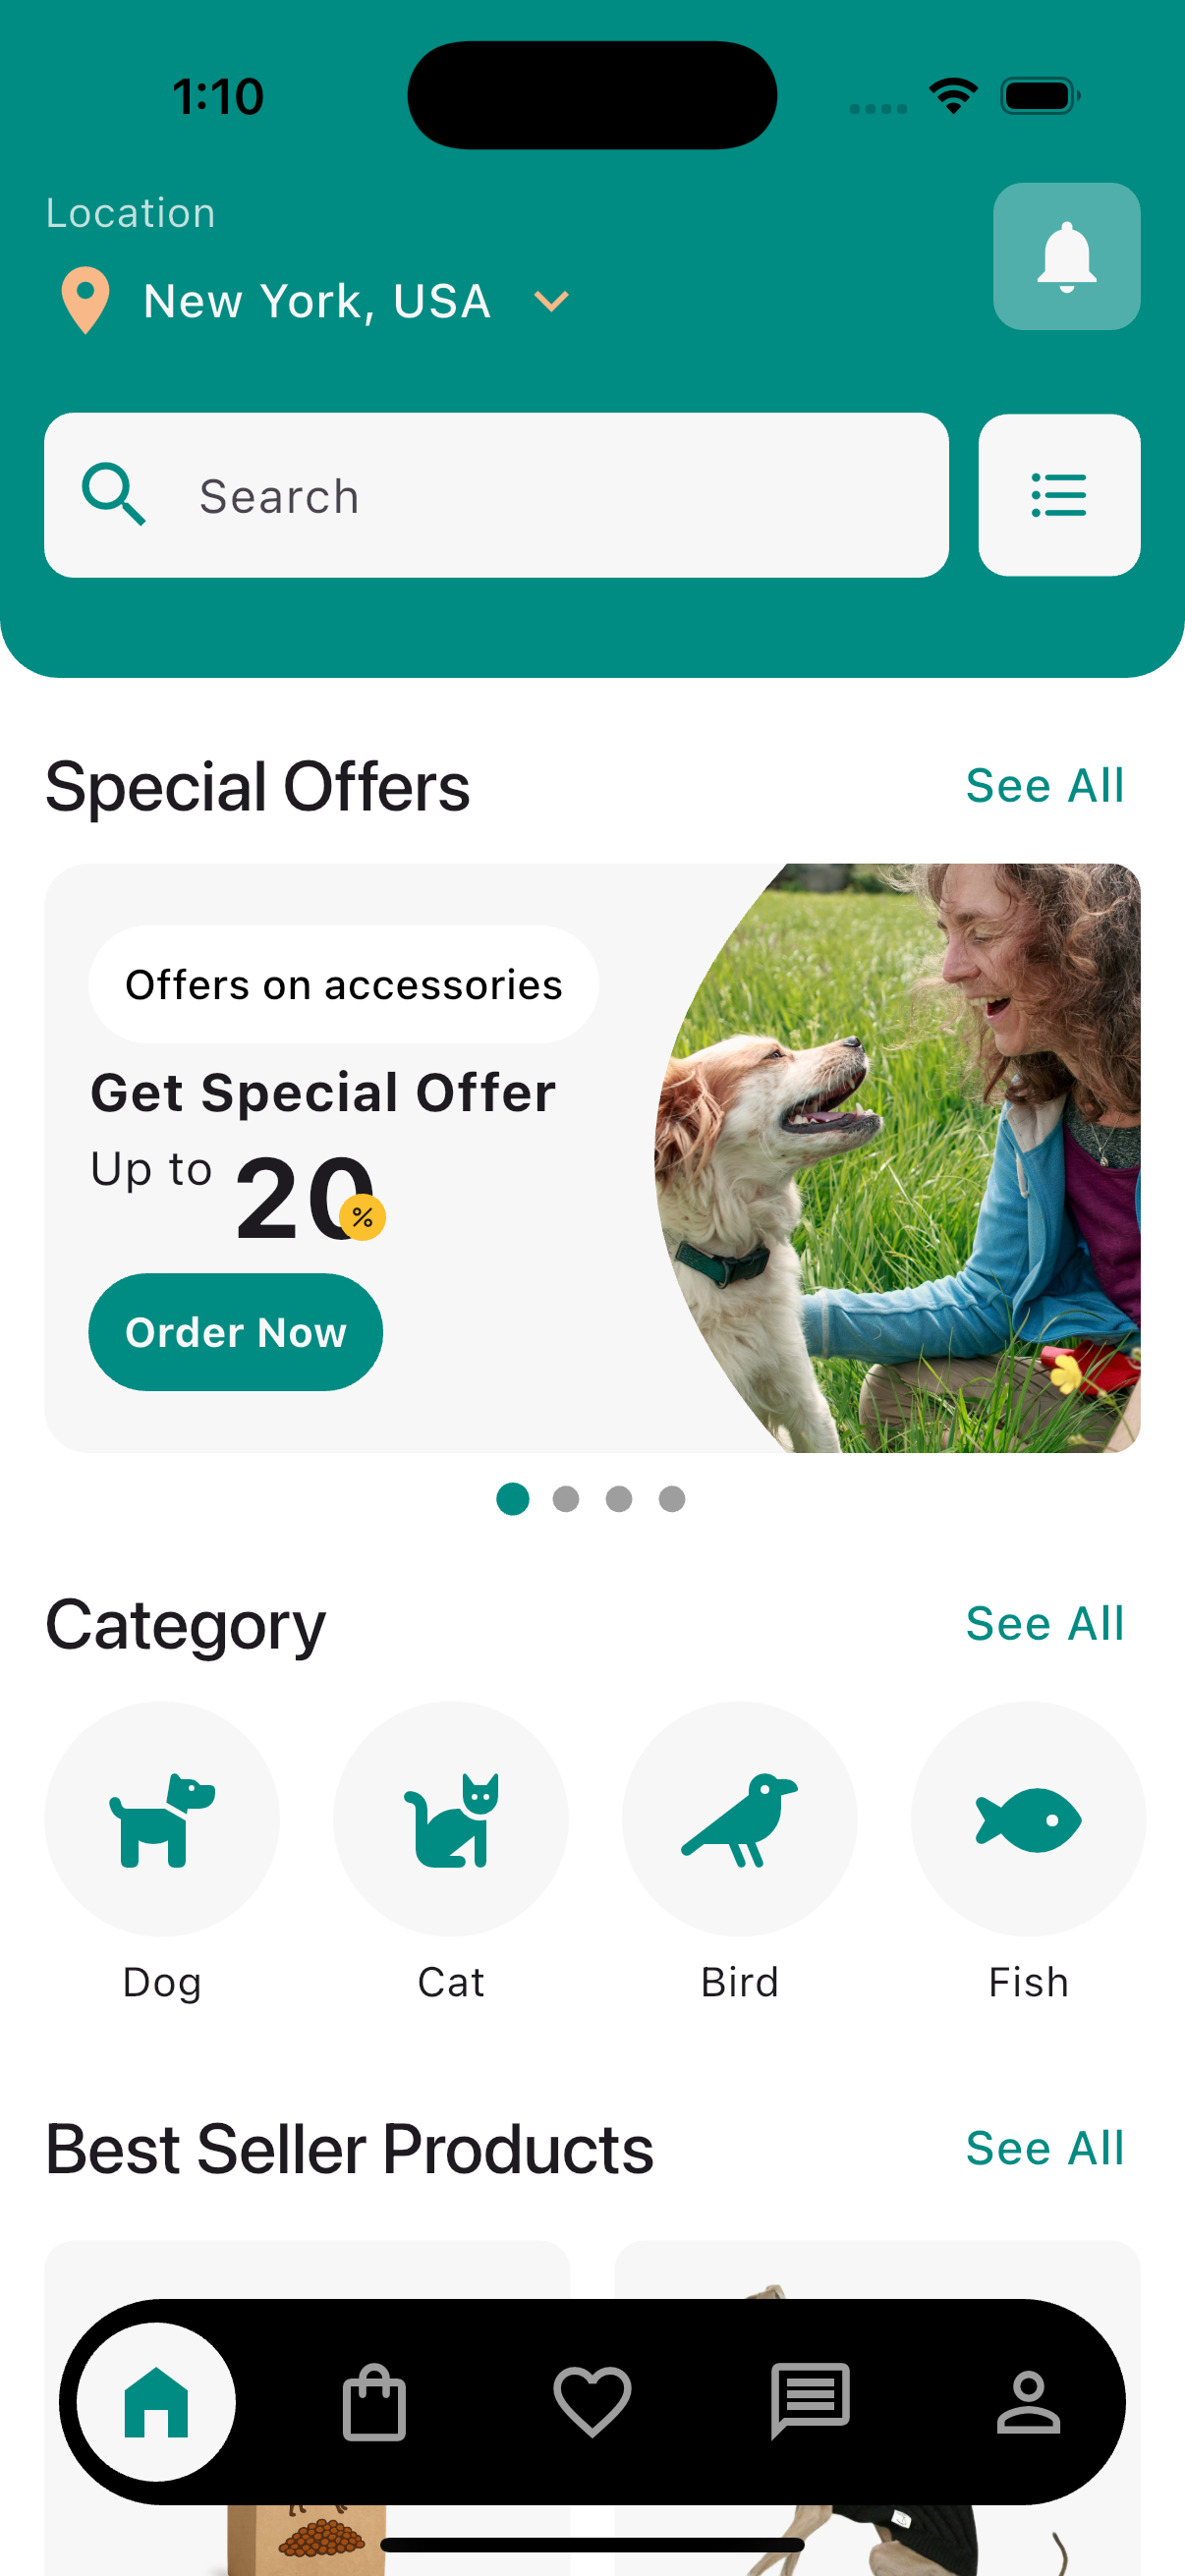 1:10
Location
New York, USA
Search
Special Offers
See All
Offers on accessories
Get Special Offer
Up to 20 %
Order Now
Category
See All
Dog
Cat
Bird
Fish
Best Seller Products
See All